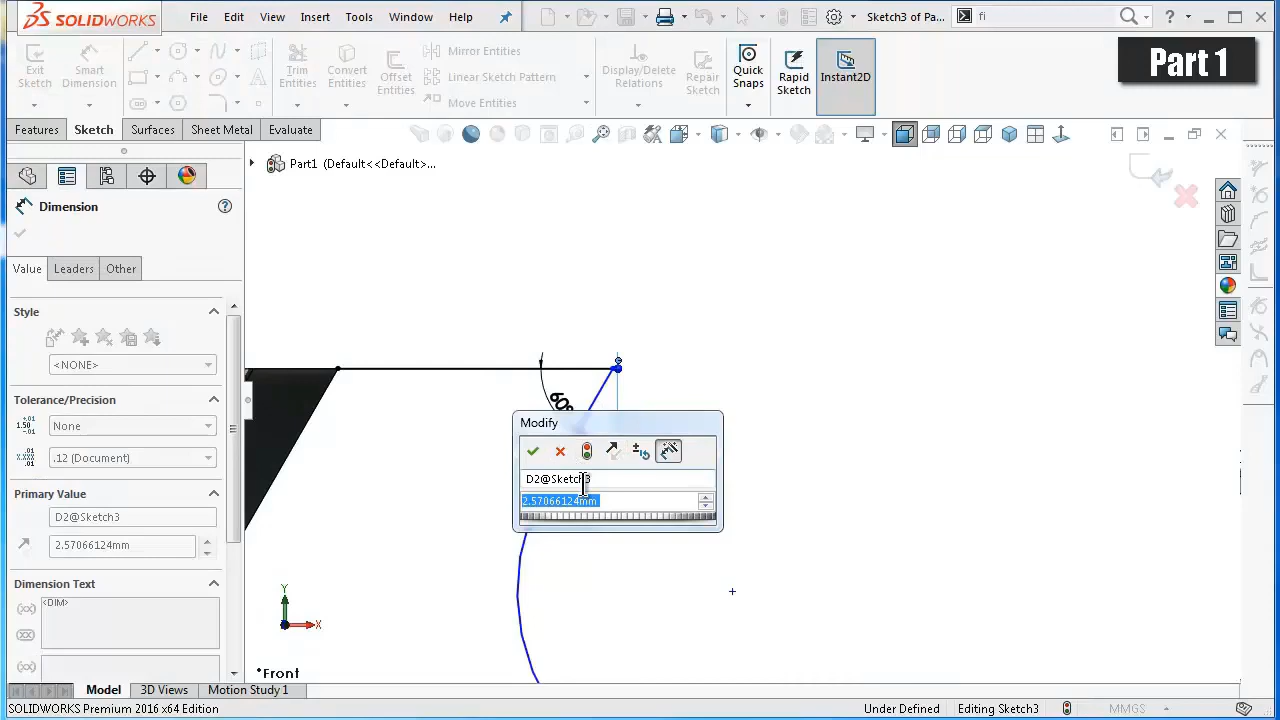 SOLIDWORKS
File Edit View Insert Tools Window Help
Sketch3 of Pa...
fi
Part 1
Exit Sketch
Smart Dimension
Trim Entities
Convert Entities
Offset Entities
Mirror Entities
Linear Sketch Pattern
Move Entities
Display/Delete Relations
Repair Sketch
Quick Snaps
Rapid Sketch
Instant2D
Features Sketch Surfaces Sheet Metal Evaluate
Part1 (Default<<Default>...
Dimension
Value Leaders Other
Style
<NONE>
Tolerance/Precision
None
.12 (Document)
Primary Value
D2@Sketch3
2.57066124mm
Dimension Text
<DIM>
Modify
D2@Sketch3
2.57066124mm
Y
X
*Front
Model 3D Views Motion Study 1
SOLIDWORKS Premium 2016 x64 Edition
Under Defined Editing Sketch3 MMGS